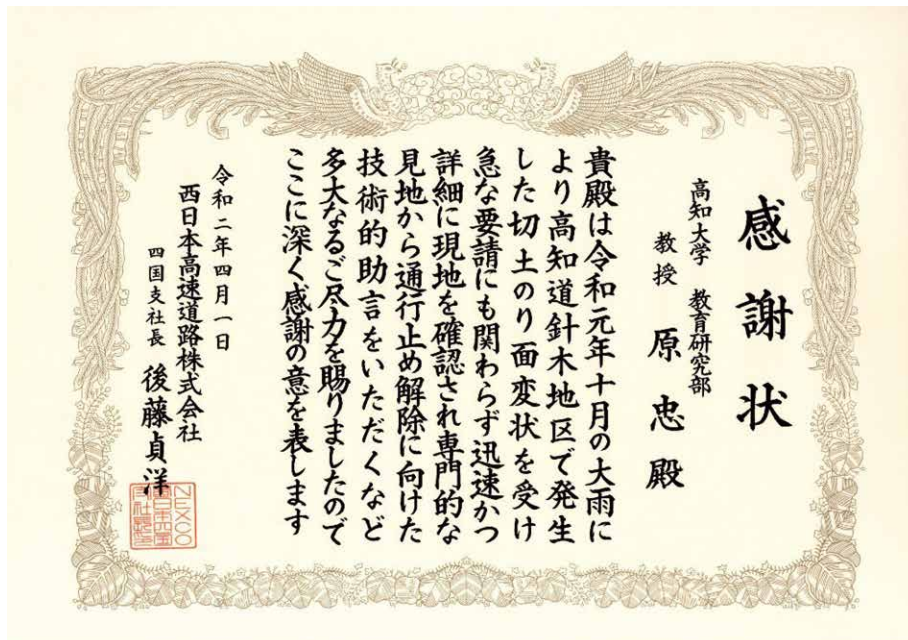 感謝状
高知大学 教育研究部
教授 原忠殿
貴殿は令和元年十月の大雨に
より高知道針木地区で発生
した切土のり面変状を受け
急な要請にも関わらず迅速かつ
詳細に現地を確認され専門的な
見地から通行止め解除に向けた
技術的助言をいただくなど
多大なるご尽力を賜りましたので
ここに深く感謝の意を表します
令和二年四月一日
西日本高速道路株式会社
四国支社長 後藤貞洋
NEXCO